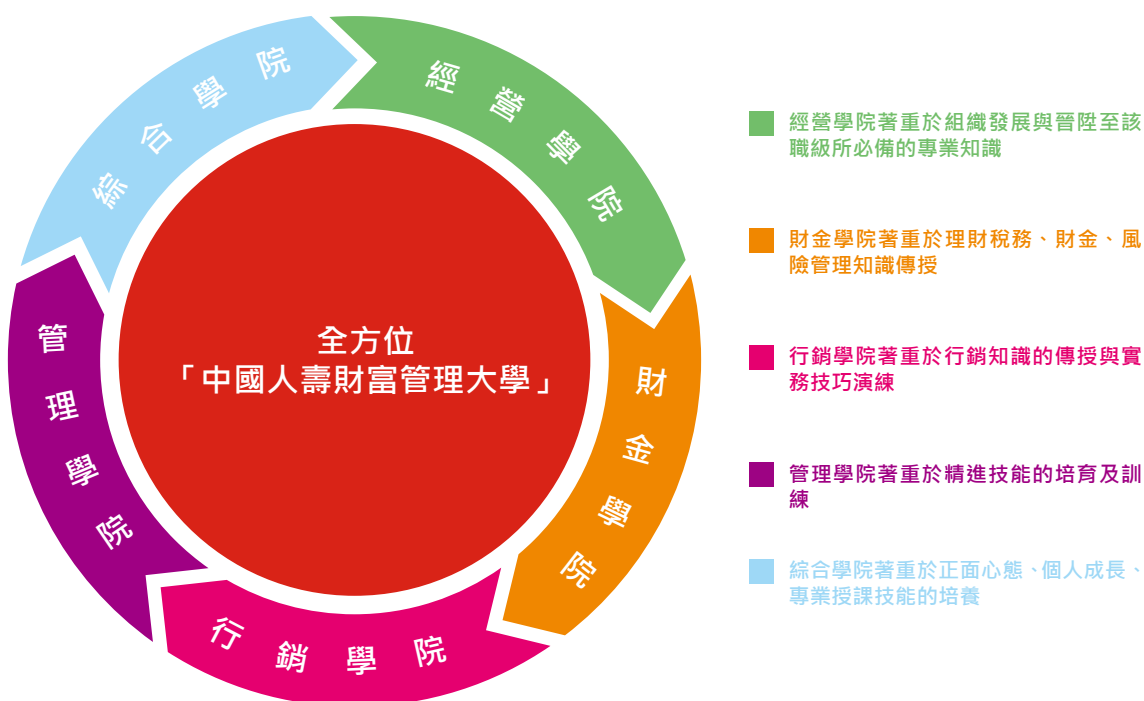 綜合學院
經營學院
財金學院
行銷學院
管理學院
全方位
「中國人壽財富管理大學」
經營學院著重於組織發展與晉陞至該
職級所必備的專業知識
財金學院著重於理財稅務、財金、風
險管理知識傳授
行銷學院著重於行銷知識的傳授與實
務技巧演練
管理學院著重於精進技能的培育及訓
練
綜合學院著重於正面心態、個人成長、
專業授課技能的培養